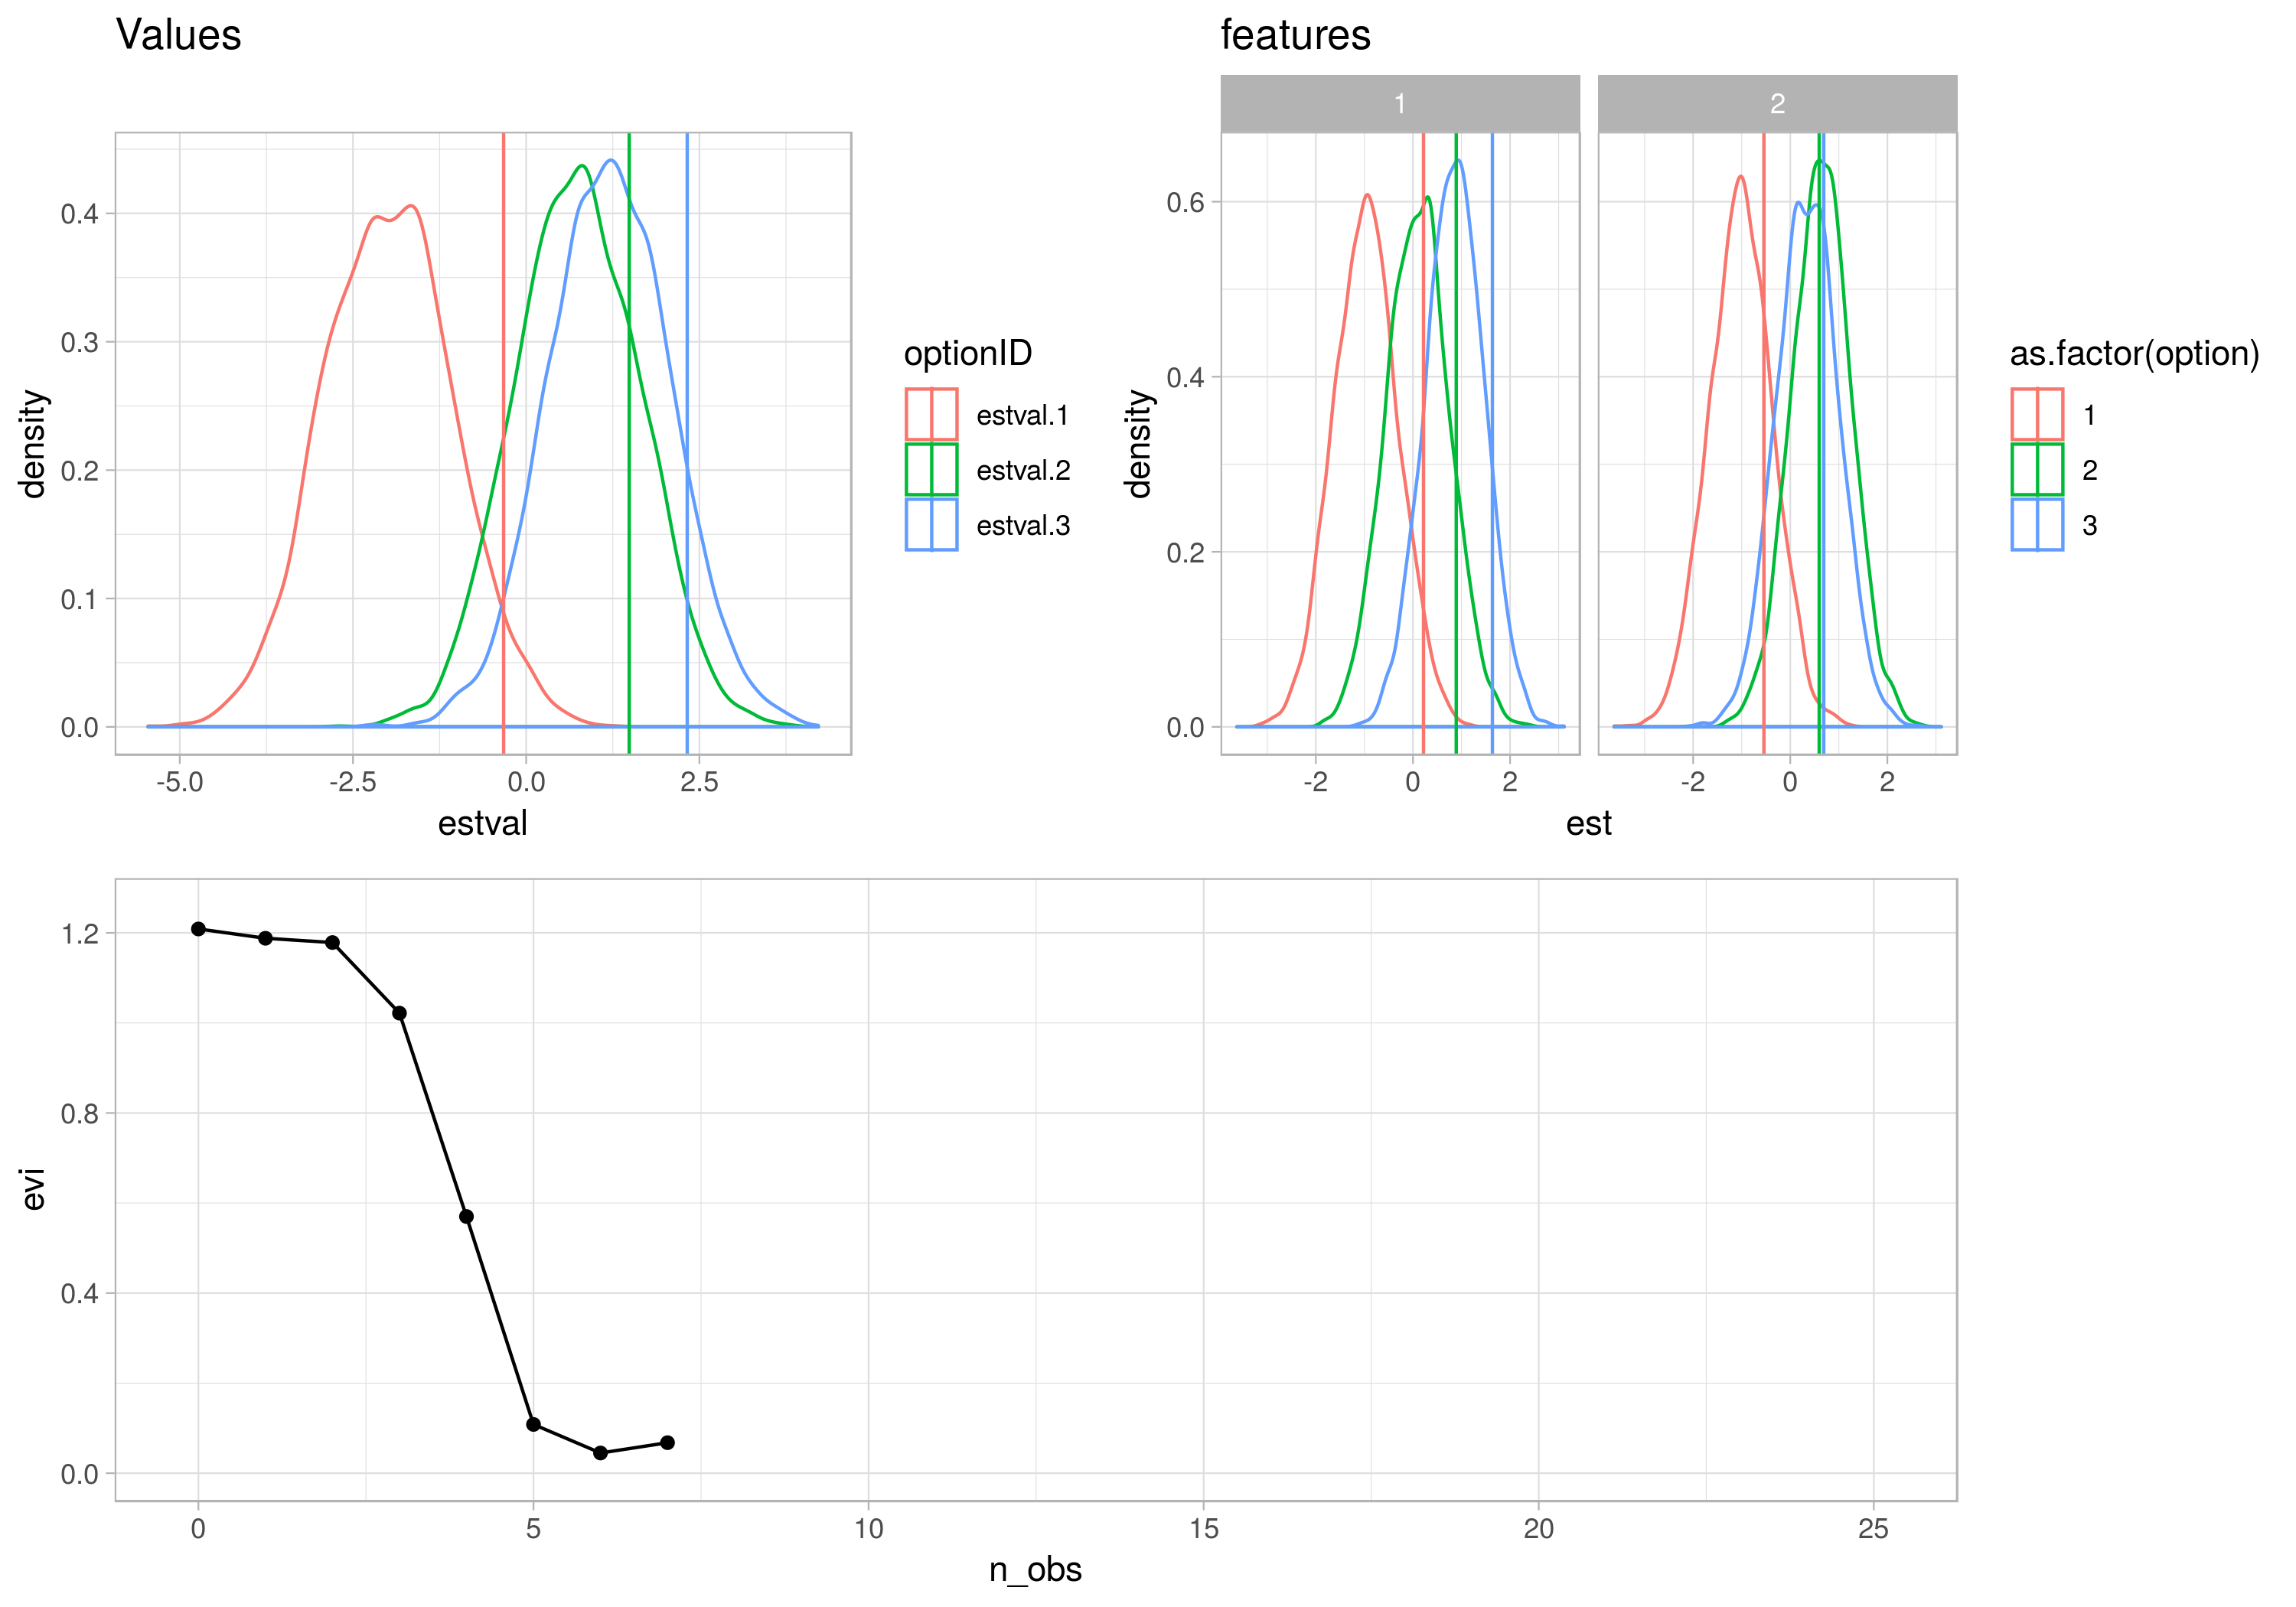 Values
density
0.4
0.3
0.2
0.1
0.0
-5.0 -2.5 0.0 2.5
estval
optionID
estval.1
estval.2
estval.3
features
1 2
density
0.6
0.4
0.2
0.0
-2 0 2 -2 0 2
est
as.factor(option)
1
2
3
evi
1.2
0.8
0.4
0.0
0 5 10 15 20 25
n_obs